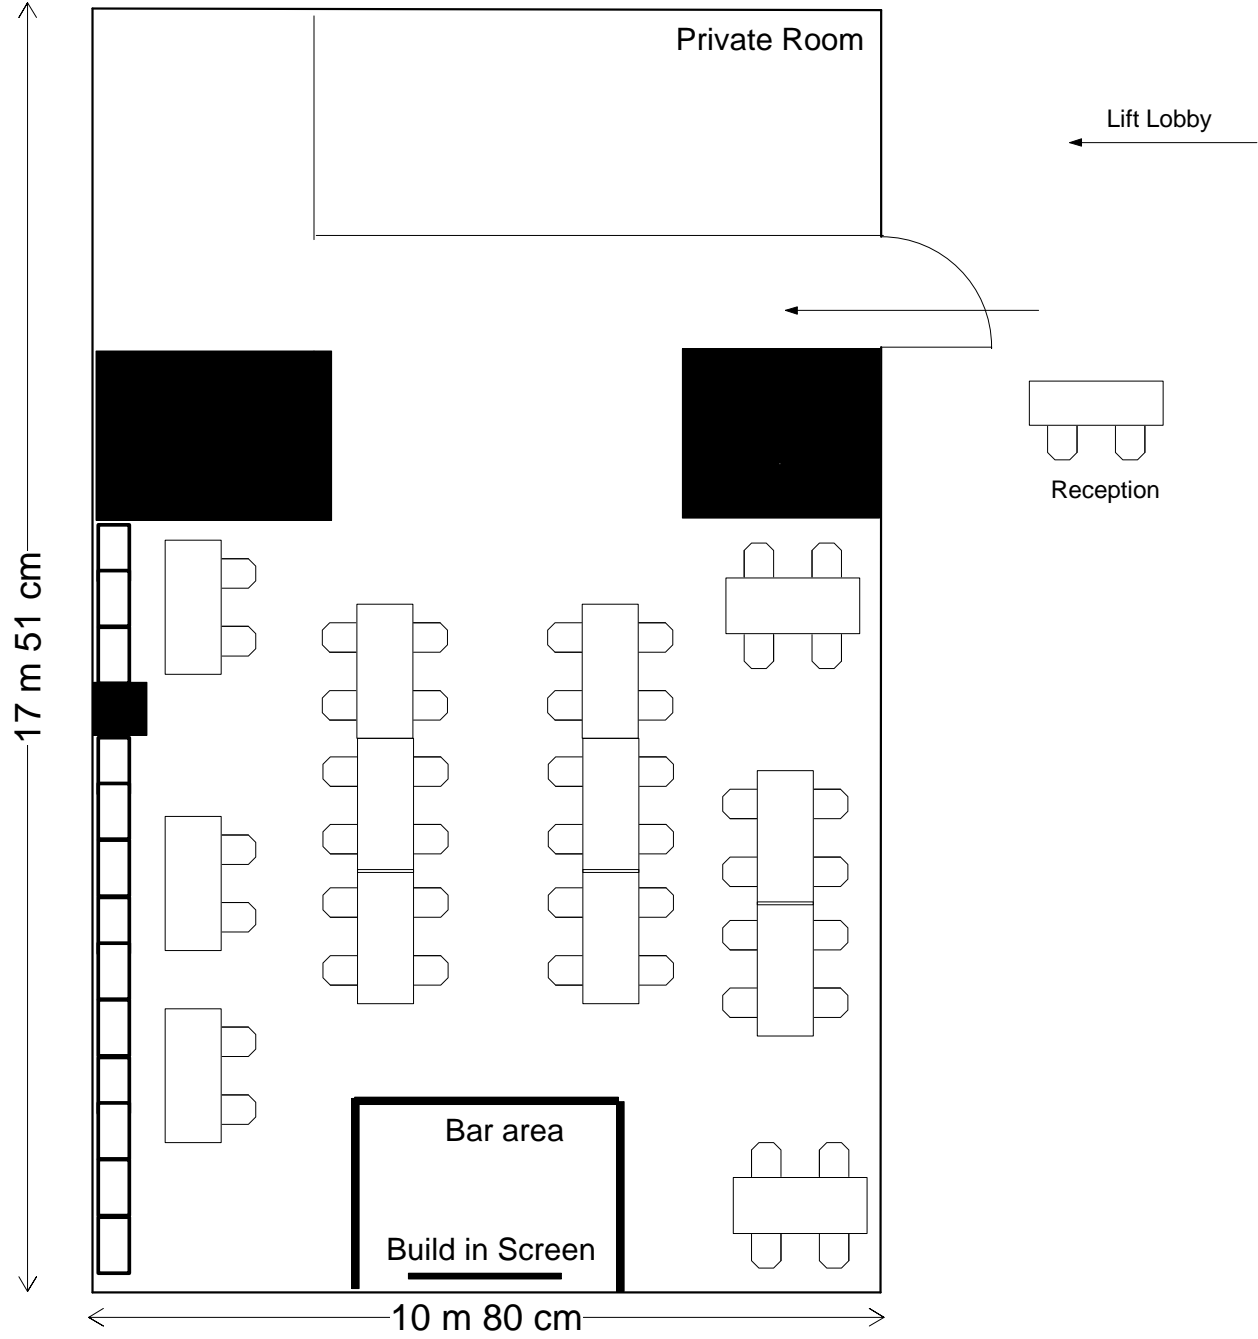 Private Room
Lift Lobby
Reception
17 m 51 cm
Bar area
Build in Screen
10 m 80 cm